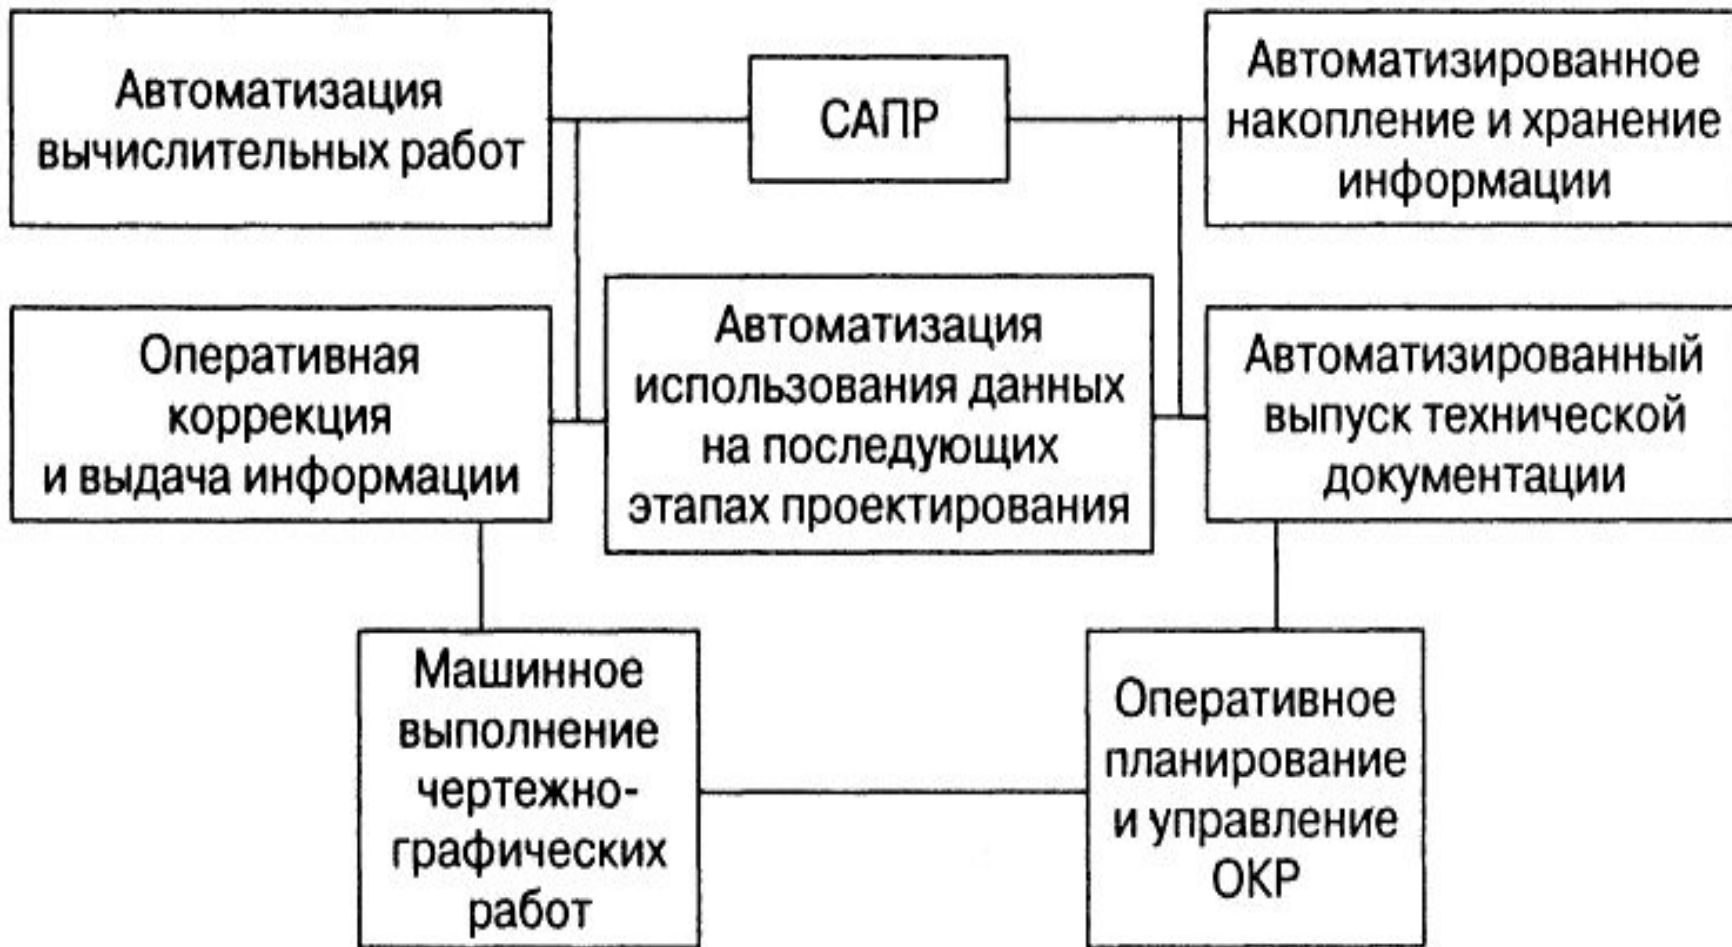 Автоматизация
вычислительных работ
САПР
Автоматизированное
накопление и хранение
информации
Оперативная
коррекция
и выдача информации
Автоматизация
использования данных
на последующих
этапах проектирования
Автоматизированный
выпуск технической
документации
Машинное
выполнение
чертежно-
графических
работ
Оперативное
планирование
и управление
ОКР